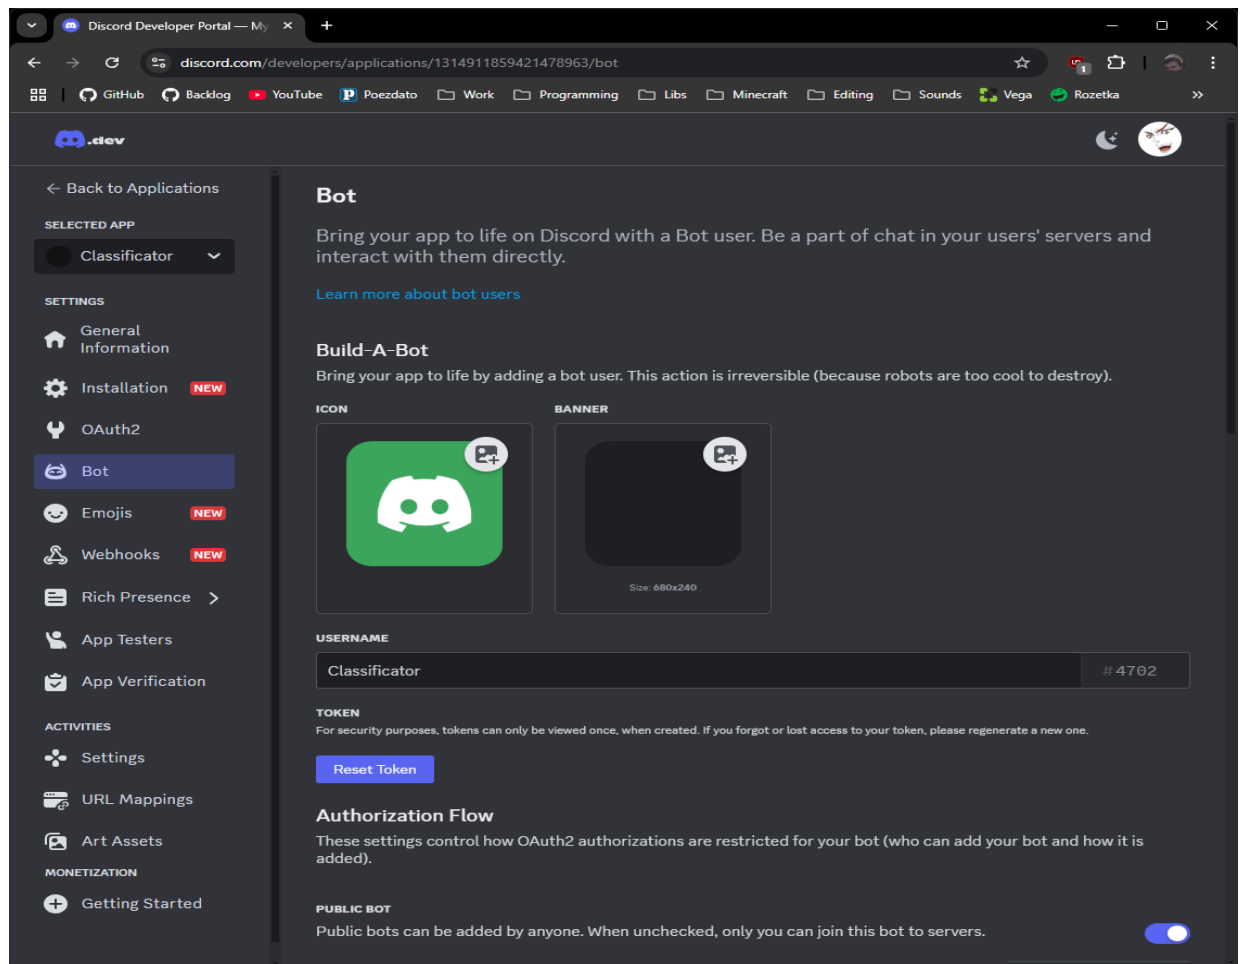 Discord Developer Portal — My
discord.com/developers/applications/1314911859421478963/bot
1
GitHub
Backlog
YouTube
Poezdato
Work
Programming
Libs
Minecraft
Editing
Sounds
Vega
Rozetka
.dev
← Back to Applications
SELECTED APP
Classificator
SETTINGS
General
Information
Installation NEW
OAuth2
Bot
Emojis NEW
Webhooks NEW
Rich Presence
App Testers
App Verification
ACTIVITIES
Settings
URL Mappings
Art Assets
MONETIZATION
Getting Started
Bot
Bring your app to life on Discord with a Bot user. Be a part of chat in your users' servers and
interact with them directly.
Learn more about bot users
Build-A-Bot
Bring your app to life by adding a bot user. This action is irreversible (because robots are too cool to destroy).
ICON
BANNER
Size: 680x240
USERNAME
Classificator
#4702
TOKEN
For security purposes, tokens can only be viewed once, when created. If you forgot or lost access to your token, please regenerate a new one.
Reset Token
Authorization Flow
These settings control how OAuth2 authorizations are restricted for your bot (who can add your bot and how it is
added).
PUBLIC BOT
Public bots can be added by anyone. When unchecked, only you can join this bot to servers.